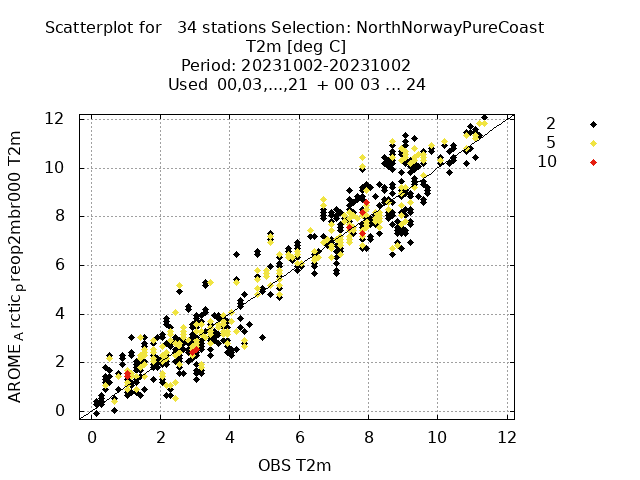 Scatterplot for 34 stations Selection: NorthNorwayPureCoast
T2m [deg C]
Period: 20231002-20231002
Used 00,03,...,21 + 00 03 ... 24
AROME_Arctic_preop2mbr000 T2m
12
10
8
6
4
2
0
0 2 4 6 8 10 12
OBS T2m
2
5
10